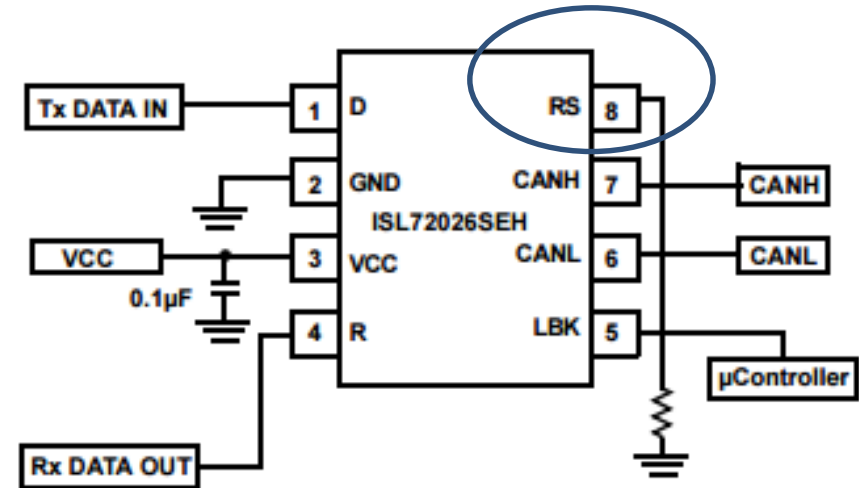 Tx DATA IN
1
D
RS
8
2
GND
CANH
7
CANH
ISL72026SEH
VCC
3
VCC
CANL
6
CANL
0.1µF
4
R
LBK
5
µController
Rx DATA OUT